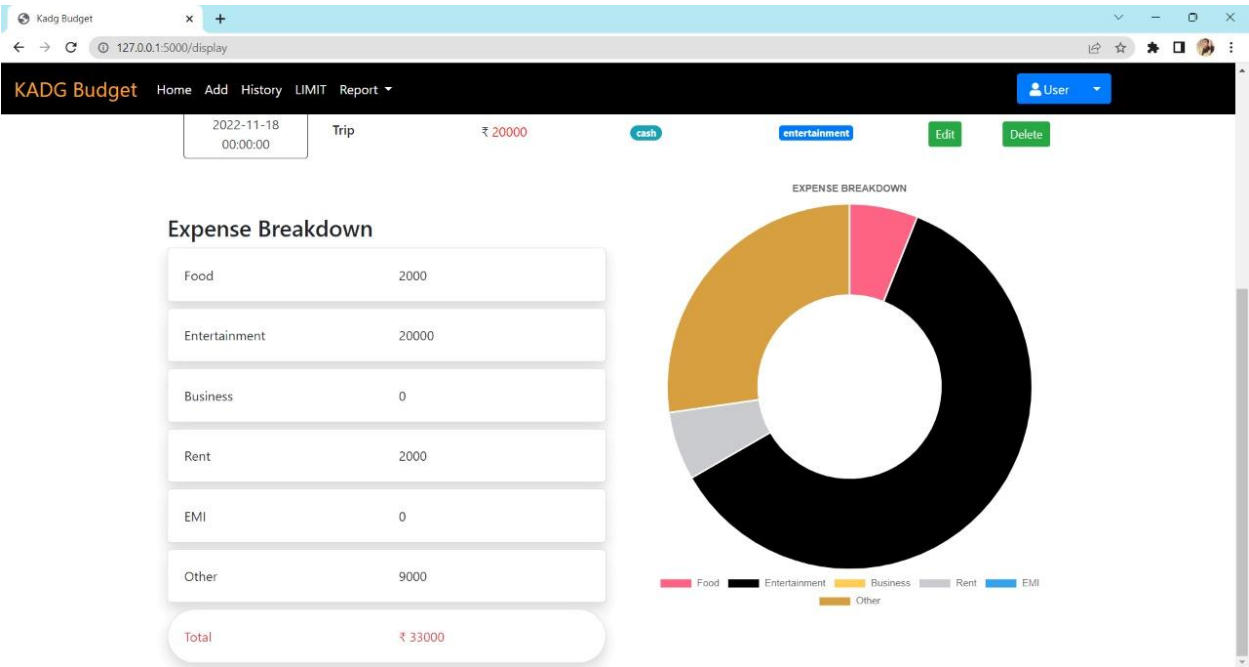 Kadg Budget
127.0.0.1:5000/display
KADG Budget Home Add History LIMIT Report User
2022-11-18
00:00:00
Trip ₹ 20000 cash entertainment Edit Delete
EXPENSE BREAKDOWN
Expense Breakdown
Food 2000
Entertainment 20000
Business 0
Rent 2000
EMI 0
Other 9000
Total ₹ 33000
Food Entertainment Business Rent EMI
Other